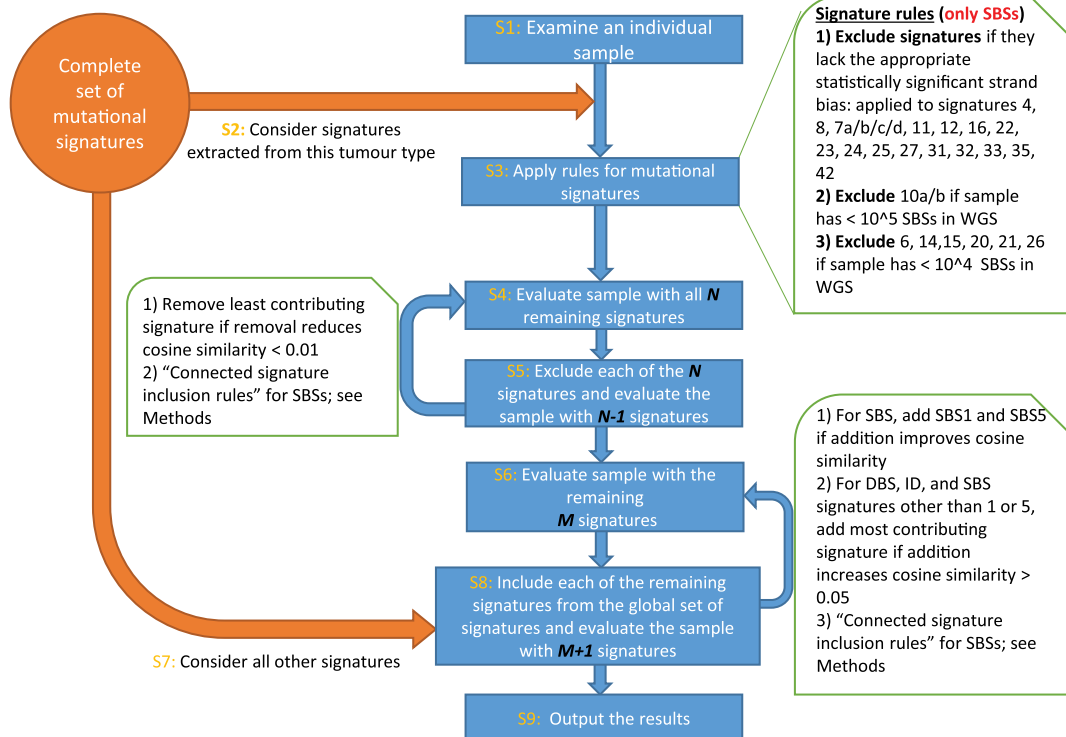 Complete
set of
mutational
signatures
S1: Examine an individual
sample
S2: Consider signatures
extracted from this tumour type
S3: Apply rules for mutational
signatures
Signature rules (only SBSs)
1) Exclude signatures if they
lack the appropriate
statistically significant strand
bias: applied to signatures 4,
8, 7a/b/c/d, 11, 12, 16, 22,
23, 24, 25, 27, 31, 32, 33, 35,
42
2) Exclude 10a/b if sample
has < 10^5 SBSs in WGS
3) Exclude 6, 14,15, 20, 21, 26
if sample has < 10^4 SBSs in
WGS
S4: Evaluate sample with all N
remaining signatures
1) Remove least contributing
signature if removal reduces
cosine similarity < 0.01
2) “Connected signature
inclusion rules” for SBSs; see
Methods
S5: Exclude each of the N
signatures and evaluate the
sample with N-1 signatures
S6: Evaluate sample with the
remaining
M signatures
1) For SBS, add SBS1 and SBS5
if addition improves cosine
similarity
2) For DBS, ID, and SBS
signatures other than 1 or 5,
add most contributing
signature if addition
increases cosine similarity >
0.05
3) “Connected signature
inclusion rules” for SBSs; see
Methods
S7: Consider all other signatures
S8: Include each of the remaining
signatures from the global set of
signatures and evaluate the sample
with M+1 signatures
S9: Output the results